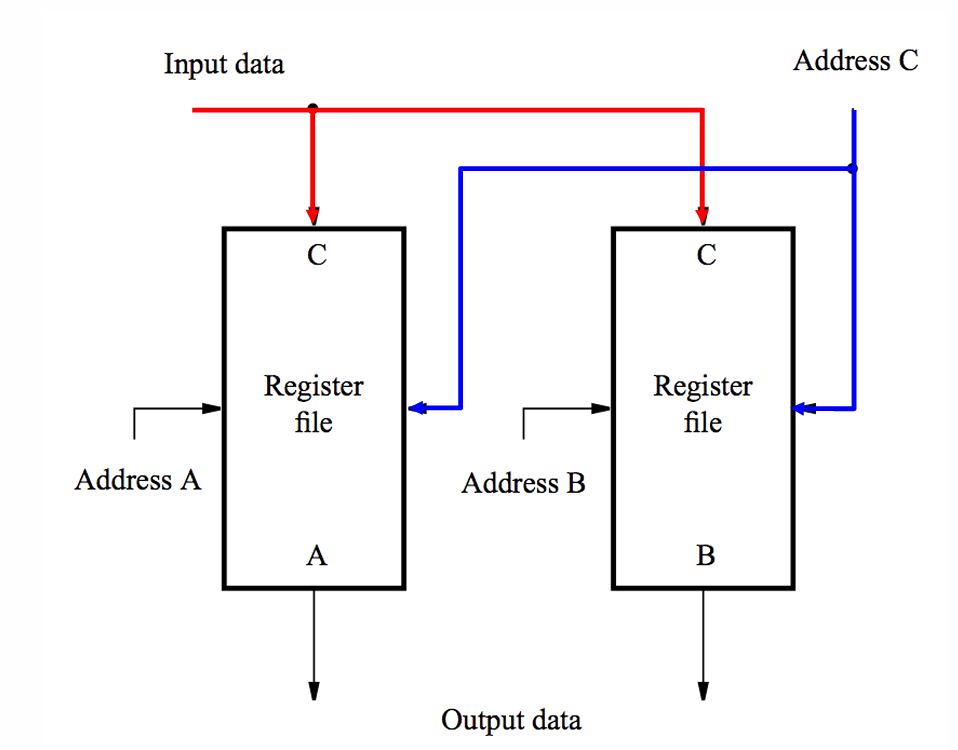 Input data
Address C
C
C
Register
file
Register
file
Address A
Address B
A
B
Output data